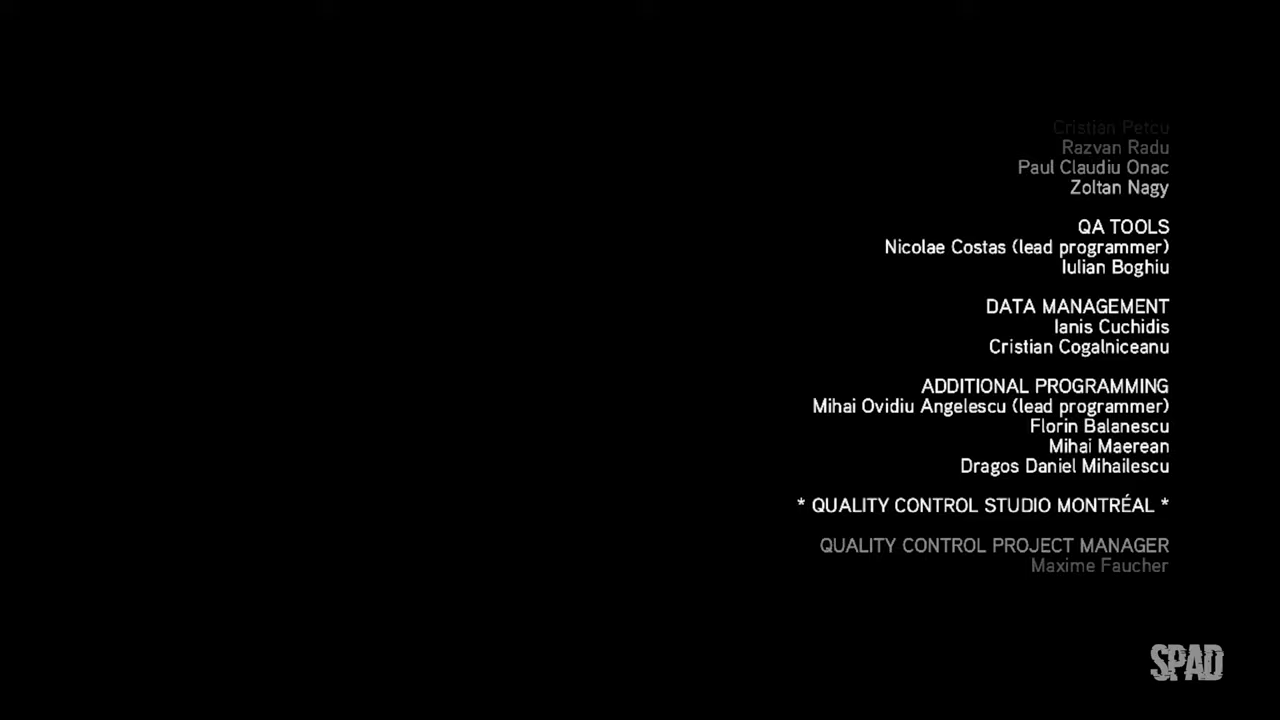 Cristian Petcu
Razvan Radu
Paul Claudiu Onac
Zoltan Nagy
QA TOOLS
Nicolae Costas (lead programmer)
Iulian Boghiu
DATA MANAGEMENT
Ianis Cuchidis
Cristian Cogalniceanu
ADDITIONAL PROGRAMMING
Mihai Ovidiu Angelescu (lead programmer)
Florin Balanescu
Mihai Maerean
Dragos Daniel Mihailescu
* QUALITY CONTROL STUDIO MONTRÉAL *
QUALITY CONTROL PROJECT MANAGER
Maxime Faucher
SPAD